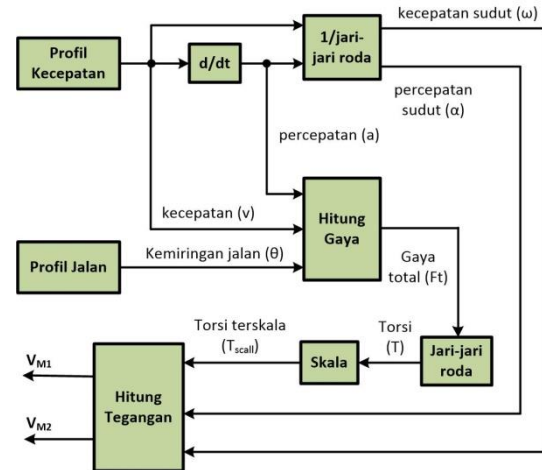 kecepatan sudut (ω)
Profil
Kecepatan
d/dt
1/jari-
jari roda
percepatan
sudut (α)
percepatan (a)
kecepatan (v)
Hitung
Gaya
Profil Jalan
Kemiringan jalan (θ)
Gaya
total (Ft)
Torsi terskala
(Tscall)
Torsi
(T)
Skala
Jari-jari
roda
VM1
Hitung
Tegangan
VM2